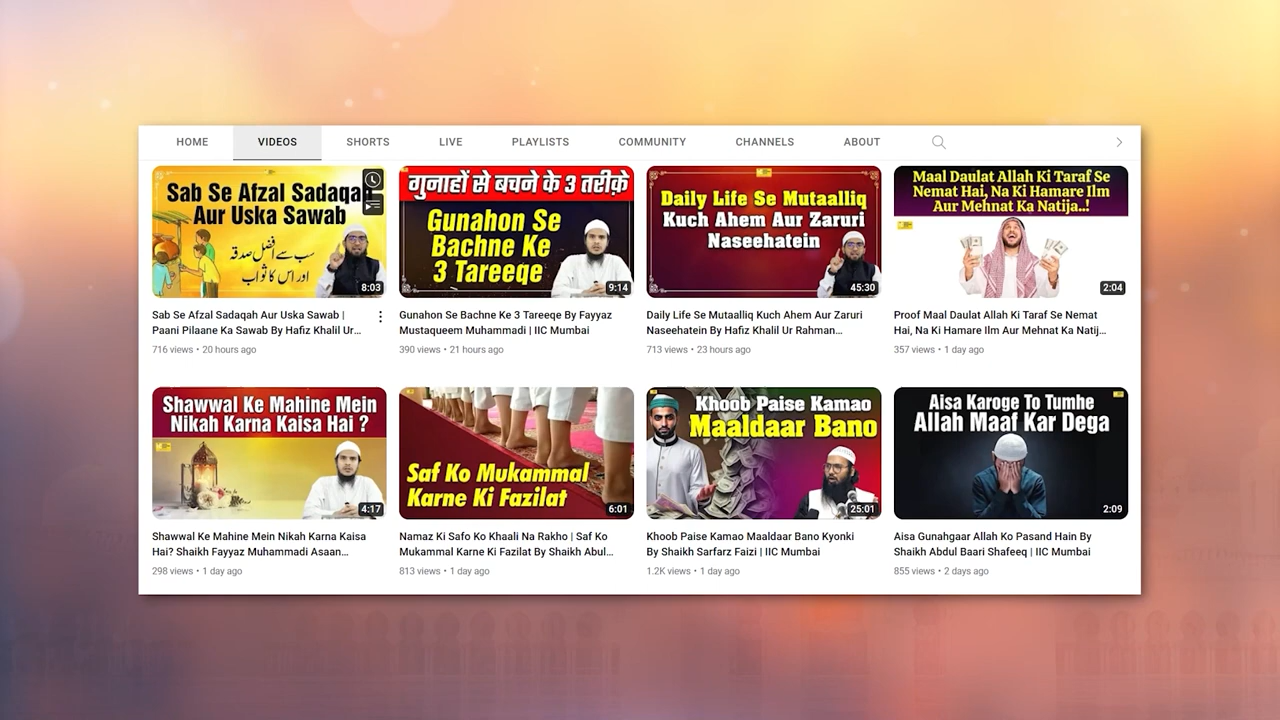 HOME VIDEOS SHORTS LIVE PLAYLISTS COMMUNITY CHANNELS ABOUT
Sab Se Afzal Sadaqah
Aur Uska Sawab
سب سے افضل صدقہ
اور اس کا ثواب
8:03
Sab Se Afzal Sadaqah Aur Uska Sawab |
Paani Pilaane Ka Sawab By Hafiz Khalil Ur...
716 views • 20 hours ago
गुनाहों से बचने के 3 तरीक़े
Gunahon Se
Bachne Ke
3 Tareeqe
9:14
Gunahon Se Bachne Ke 3 Tareeqe By Fayyaz
Mustaqueem Muhammadi | IIC Mumbai
390 views • 21 hours ago
Daily Life Se Mutaalliq
Kuch Ahem Aur Zaruri
Naseehatein
45:30
Daily Life Se Mutaalliq Kuch Ahem Aur Zaruri
Naseehatein By Hafiz Khalil Ur Rahman...
713 views • 23 hours ago
Maal Daulat Allah Ki Taraf Se
Nemat Hai, Na Ki Hamare Ilm
Aur Mehnat Ka Natija..!
2:04
Proof Maal Daulat Allah Ki Taraf Se Nemat
Hai, Na Ki Hamare Ilm Aur Mehnat Ka Natij...
357 views • 1 day ago
Shawwal Ke Mahine Mein
Nikah Karna Kaisa Hai ?
4:17
Shawwal Ke Mahine Mein Nikah Karna Kaisa
Hai? Shaikh Fayyaz Muhammadi Asaan...
298 views • 1 day ago
Saf Ko Mukammal
Karne Ki Fazilat
6:01
Namaz Ki Safo Ko Khaali Na Rakho | Saf Ko
Mukammal Karne Ki Fazilat By Shaikh Abul...
813 views • 1 day ago
Khoob Paise Kamao
Maaldaar Bano
25:01
Khoob Paise Kamao Maaldaar Bano Kyonki
By Shaikh Sarfarz Faizi | IIC Mumbai
1.2K views • 1 day ago
Aisa Karoge To Tumhe
Allah Maaf Kar Dega
2:09
Aisa Gunahgaar Allah Ko Pasand Hain By
Shaikh Abdul Baari Shafeeq | IIC Mumbai
855 views • 2 days ago